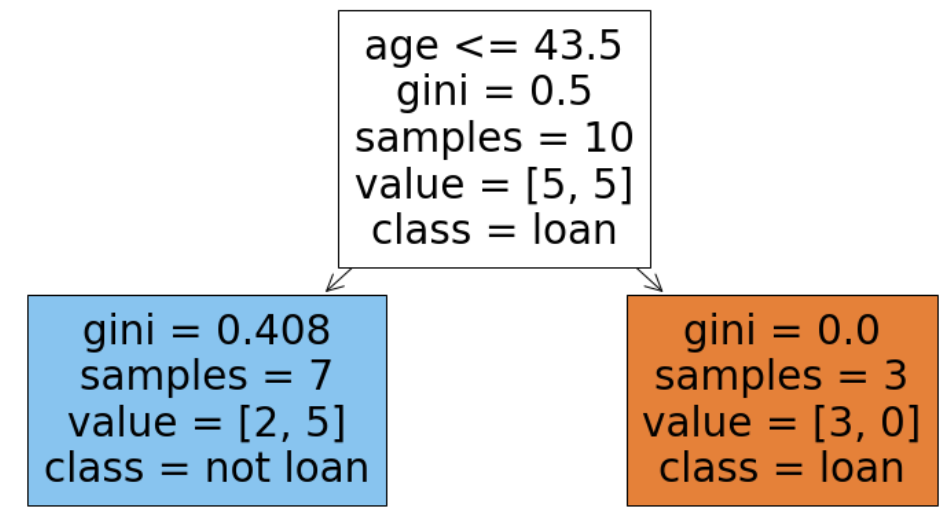 age <= 43.5
gini = 0.5
samples = 10
value = [5, 5]
class = loan
gini = 0.408
samples = 7
value = [2, 5]
class = not loan
gini = 0.0
samples = 3
value = [3, 0]
class = loan